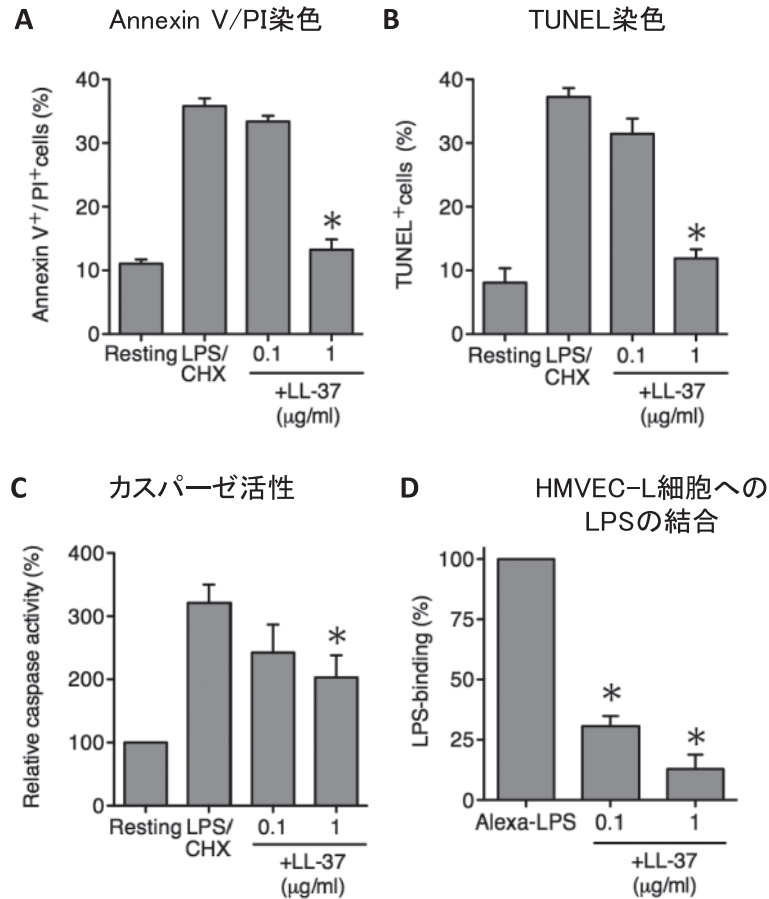 A Annexin V/PI染色
Annexin V⁺/PI⁺cells (%)
40
30
20
10
0
*
Resting LPS/CHX 0.1 1
+LL-37
(μg/ml)
B TUNEL染色
TUNEL⁺cells (%)
40
30
20
10
0
*
Resting LPS/CHX 0.1 1
+LL-37
(μg/ml)
C カスパーゼ活性
Relative caspase activity (%)
400
300
200
100
0
*
Resting LPS/CHX 0.1 1
+LL-37
(μg/ml)
D HMVEC-L細胞への
LPSの結合
LPS-binding (%)
100
75
50
25
0
* *
Alexa-LPS 0.1 1
+LL-37
(μg/ml)